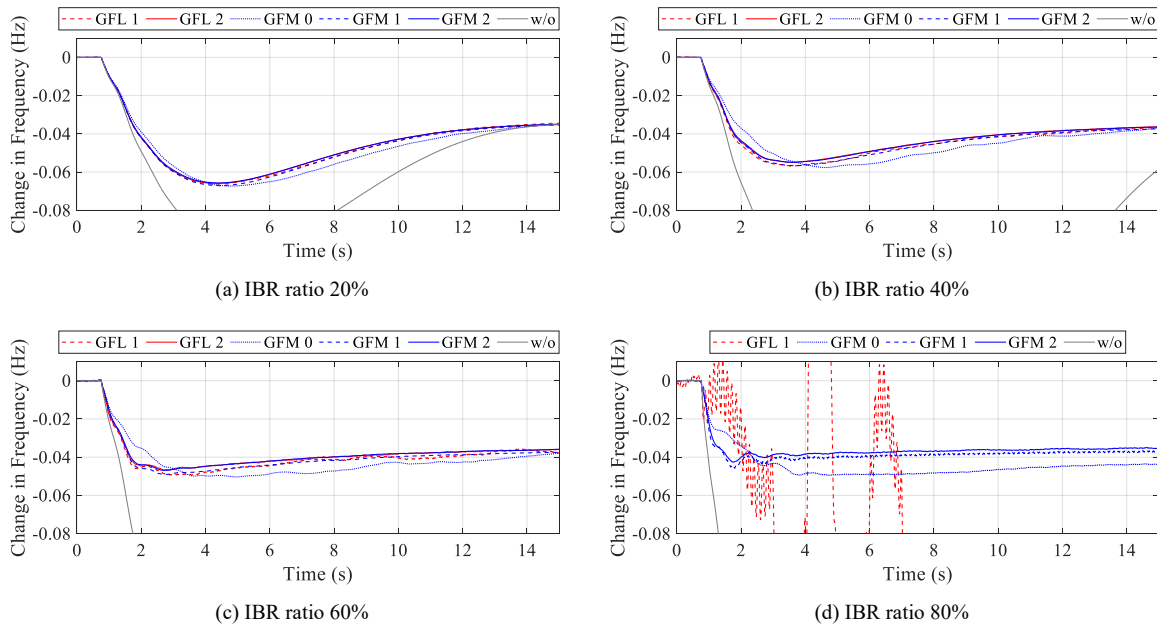 GFL 1 GFL 2 GFM 0 GFM 1 GFM 2 w/o
Change in Frequency (Hz)
0
-0.02
-0.04
-0.06
-0.08
0 2 4 6 8 10 12 14
Time (s)
(a) IBR ratio 20%
GFL 1 GFL 2 GFM 0 GFM 1 GFM 2 w/o
Change in Frequency (Hz)
0
-0.02
-0.04
-0.06
-0.08
0 2 4 6 8 10 12 14
Time (s)
(b) IBR ratio 40%
GFL 1 GFL 2 GFM 0 GFM 1 GFM 2 w/o
Change in Frequency (Hz)
0
-0.02
-0.04
-0.06
-0.08
0 2 4 6 8 10 12 14
Time (s)
(c) IBR ratio 60%
GFL 1 GFM 0 GFM 1 GFM 2 w/o
Change in Frequency (Hz)
0
-0.02
-0.04
-0.06
-0.08
0 2 4 6 8 10 12 14
Time (s)
(d) IBR ratio 80%